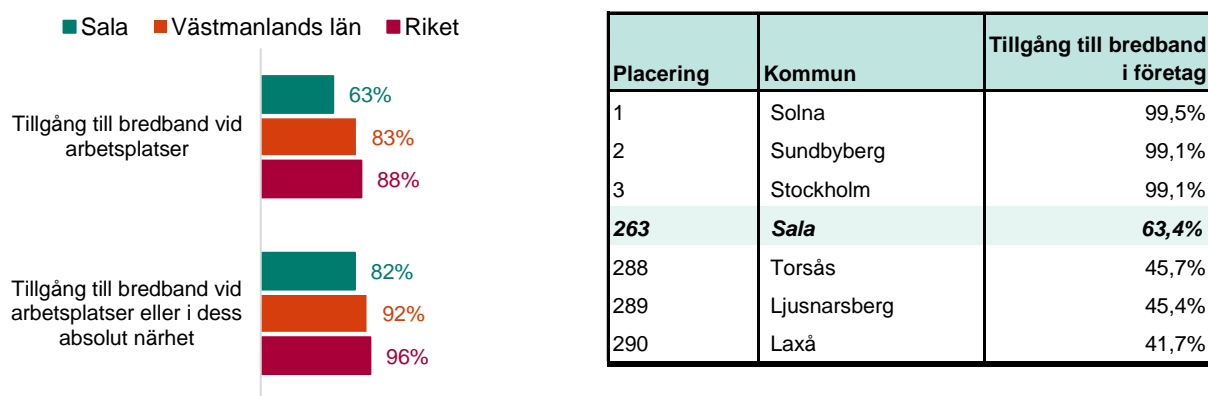 Sala Västmanlands län Riket
Tillgång till bredband vid
arbetsplatser
63%
83%
88%
Tillgång till bredband vid
arbetsplatser eller i dess
absolut närhet
82%
92%
96%
Placering Kommun Tillgång till bredband
i företag
1 Solna 99,5%
2 Sundbyberg 99,1%
3 Stockholm 99,1%
263 Sala 63,4%
288 Torsås 45,7%
289 Ljusnarsberg 45,4%
290 Laxå 41,7%